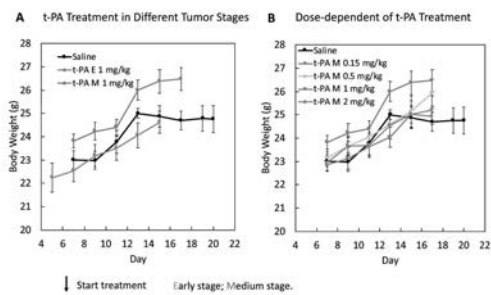 A t-PA Treatment in Different Tumor Stages
28
27
26
25
24
23
22
21
20
Body Weight (g)
Saline
t-PA E 1 mg/kg
t-PA M 1 mg/kg
4 6 8 10 12 14 16 18 20 22
Day
B Dose-dependent of t-PA Treatment
28
27
26
25
24
23
22
21
20
Body Weight (g)
Saline
t-PA M 0.15 mg/kg
t-PA M 0.5 mg/kg
t-PA M 1 mg/kg
t-PA M 2 mg/kg
4 6 8 10 12 14 16 18 20 22
Day
Start treatment Early stage; Medium stage.